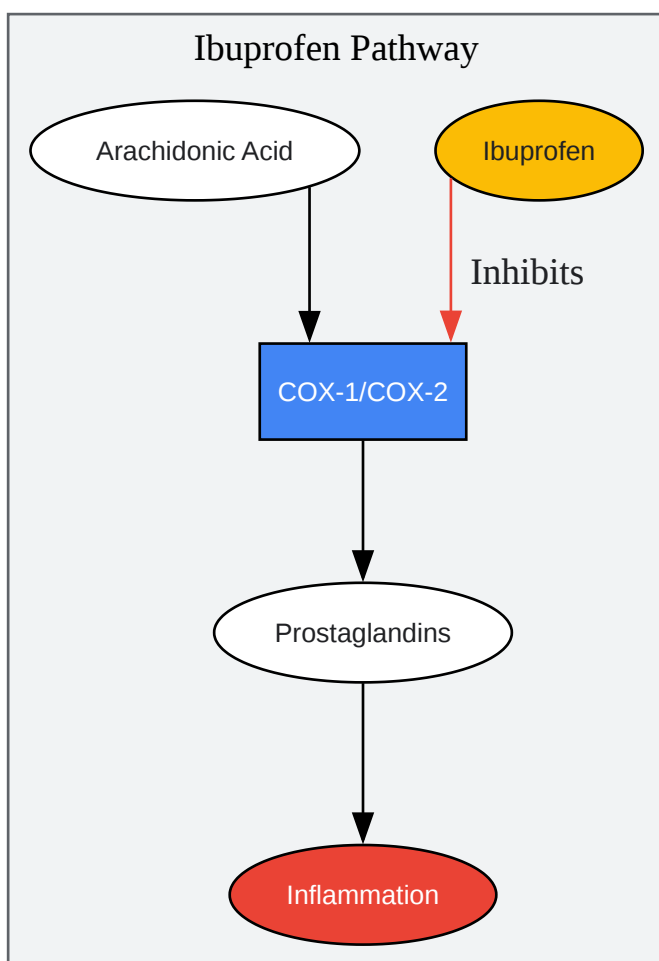 Ibuprofen Pathway
Arachidonic Acid
Ibuprofen
Inhibits
COX-1/COX-2
Prostaglandins
Inflammation